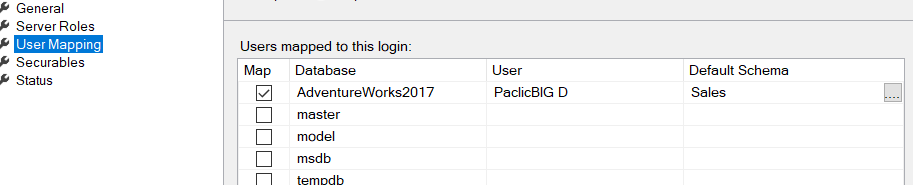 General
Server Roles
User Mapping
Securables
Status
Users mapped to this login:
Map Database User Default Schema
AdventureWorks2017 PaclicBIG D Sales ....
master
model
msdb
tempdb